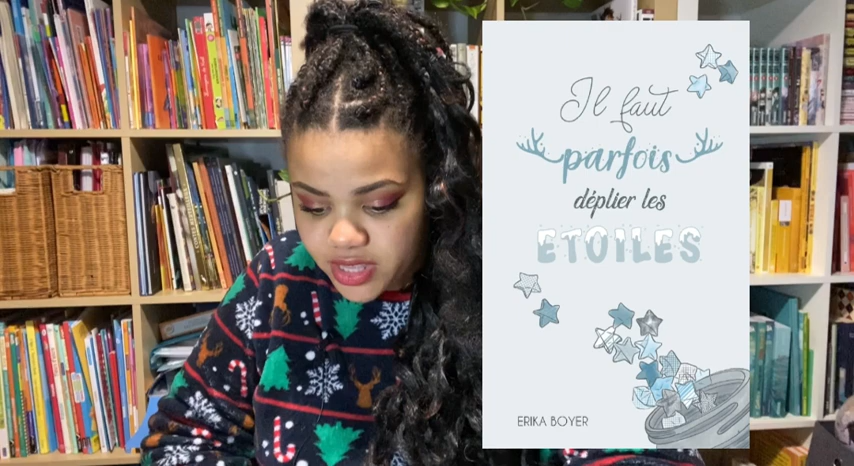 Il faut
parfois
déplier les
ETOILES
ERIKA BOYER